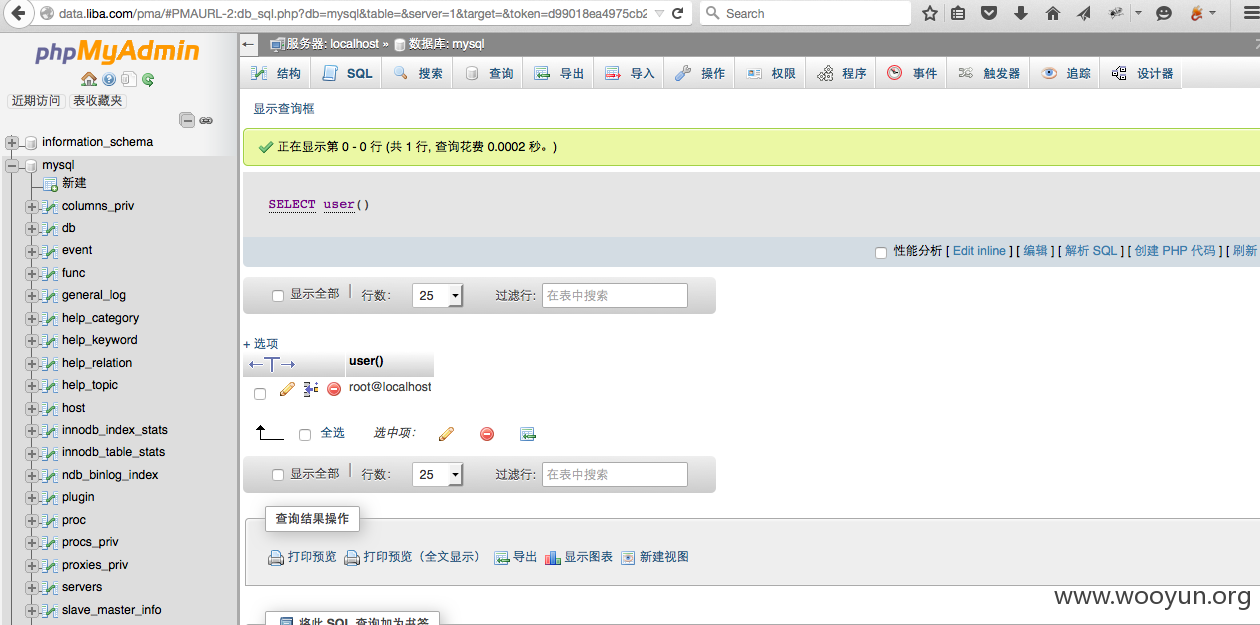 data.liba.com/pma/#PMAURL-2:db_sql.php?db=mysql&table=&server=1&target=&token=d99018ea4975cb2
Search
phpMyAdmin
近期访问 表收藏夹
information_schema
mysql
新建
columns_priv
db
event
func
general_log
help_category
help_keyword
help_relation
help_topic
host
innodb_index_stats
innodb_table_stats
ndb_binlog_index
plugin
proc
procs_priv
proxies_priv
servers
slave_master_info
服务器: localhost » 数据库: mysql
结构 SQL 搜索 查询 导出 导入 操作 权限 程序 事件 触发器 追踪 设计器
显示查询框
正在显示第 0 - 0 行 (共 1 行, 查询花费 0.0002 秒。)
SELECT user()
性能分析 [ Edit inline ] [ 编辑 ] [ 解析 SQL ] [ 创建 PHP 代码 ] [ 刷新
显示全部 | 行数: 25 过滤行: 在表中搜索
+ 选项
←T→ user()
root@localhost
全选 选中项:
显示全部 | 行数: 25 过滤行: 在表中搜索
查询结果操作
打印预览 打印预览（全文显示） 导出 显示图表 新建视图
将此 SQL 查询加为书签
www.wooyun.org